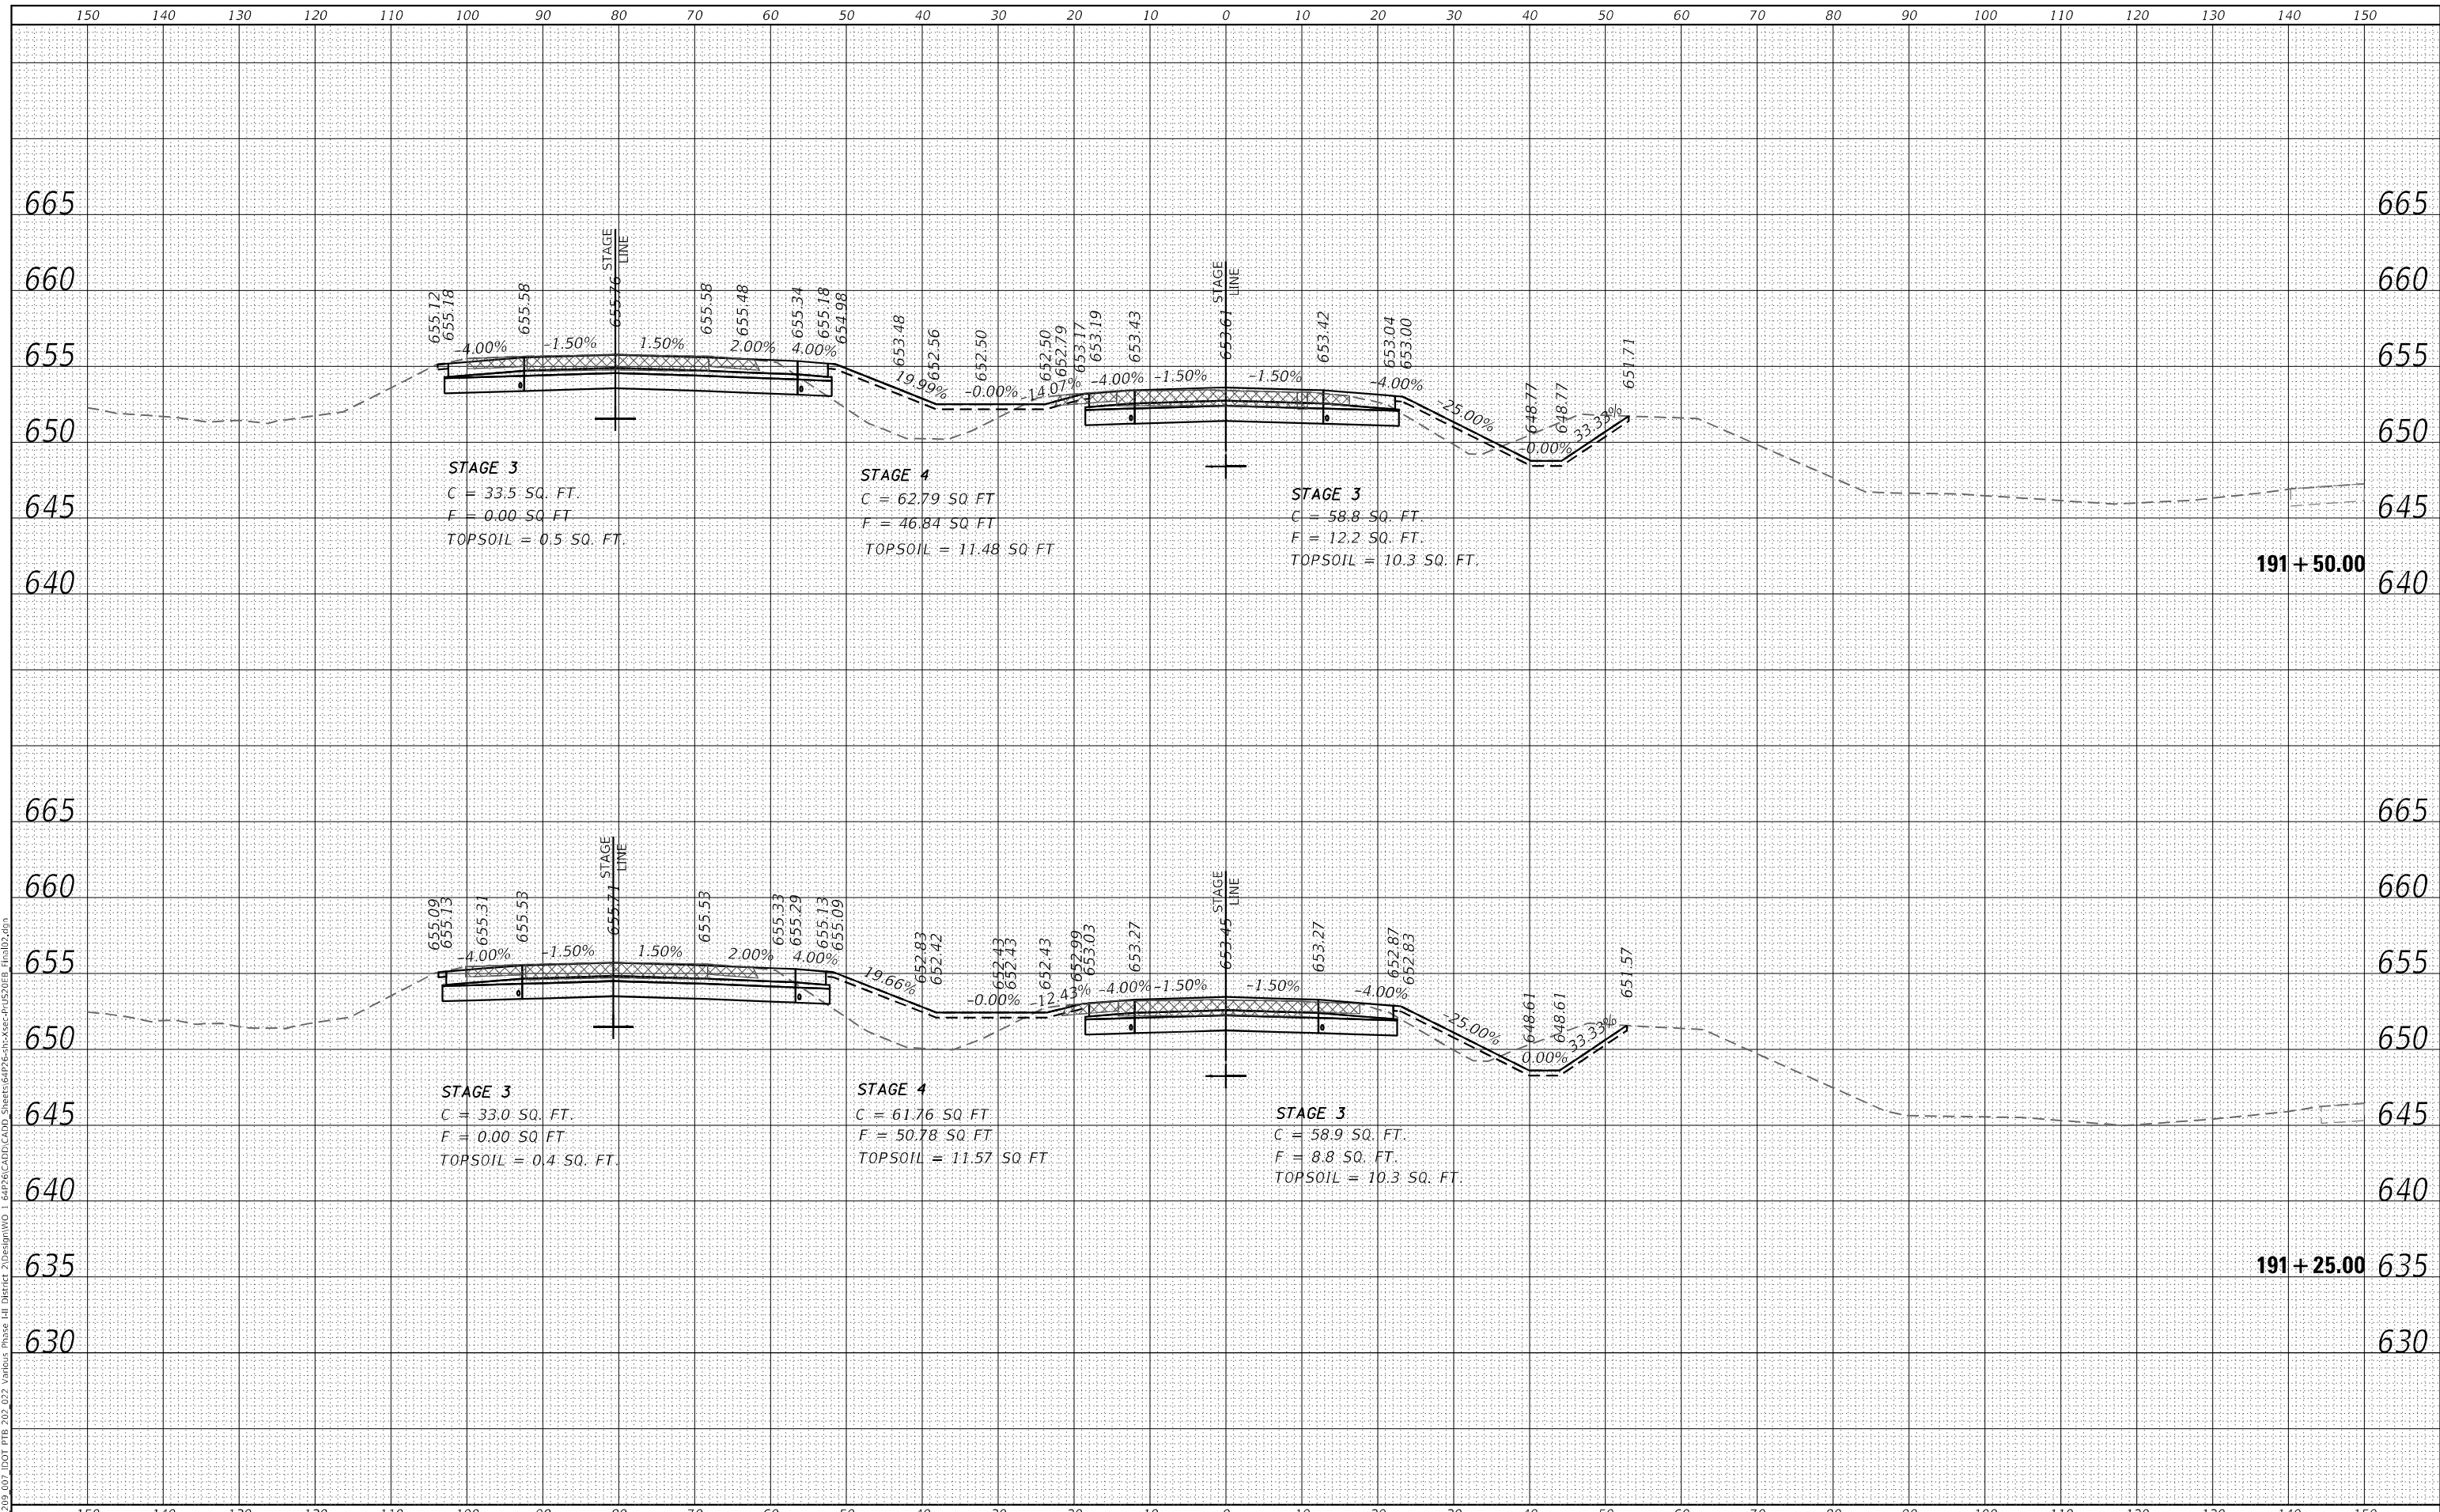 150 140 130 120 110 100 90 80 70 60 50 40 30 20 10 0 10 20 30 40 50 60 70 80 90 100 110 120 130 140 150
665 665
STAGE LINE
STAGE LINE
660 660
655.12
655.18
655.58
655.76
655.58
655.48
655.34
655.18
654.98
653.48
652.56
652.50
652.50
652.79
653.17
653.19
653.43
653.61
653.42
653.04
653.00
648.77
648.77
651.71
655 655
-4.00% -1.50% 1.50% 2.00% 4.00% 19.99% -0.00% -14.07% -4.00% -1.50% -1.50% -4.00% -25.00% -0.00% 33.33%
650 650
STAGE 3
C = 33.5 SQ. FT.
F = 0.00 SQ FT
TOPSOIL = 0.5 SQ. FT.
STAGE 4
C = 62.79 SQ FT
F = 46.84 SQ FT
TOPSOIL = 11.48 SQ FT
STAGE 3
C = 58.8 SQ. FT.
F = 12.2 SQ. FT.
TOPSOIL = 10.3 SQ. FT.
645 645
191+50.00
640 640
665 665
STAGE LINE
STAGE LINE
660 660
655.09
655.13
655.31
655.53
655.71
655.53
655.33
655.29
655.13
655.09
652.83
652.42
652.43
652.43
652.43
652.99
653.03
653.27
653.45
653.27
652.87
652.83
648.61
648.61
651.57
655 655
-4.00% -1.50% 1.50% 2.00% 4.00% 19.66% -0.00% -12.43% -4.00% -1.50% -1.50% -4.00% -25.00% 0.00% 33.33%
650 650
STAGE 3
C = 33.0 SQ. FT.
F = 0.00 SQ FT
TOPSOIL = 0.4 SQ. FT.
STAGE 4
C = 61.76 SQ FT
F = 50.78 SQ FT
TOPSOIL = 11.57 SQ FT
STAGE 3
C = 58.9 SQ. FT.
F = 8.8 SQ. FT.
TOPSOIL = 10.3 SQ. FT.
645 645
640 640
191+25.00
635 635
630 630